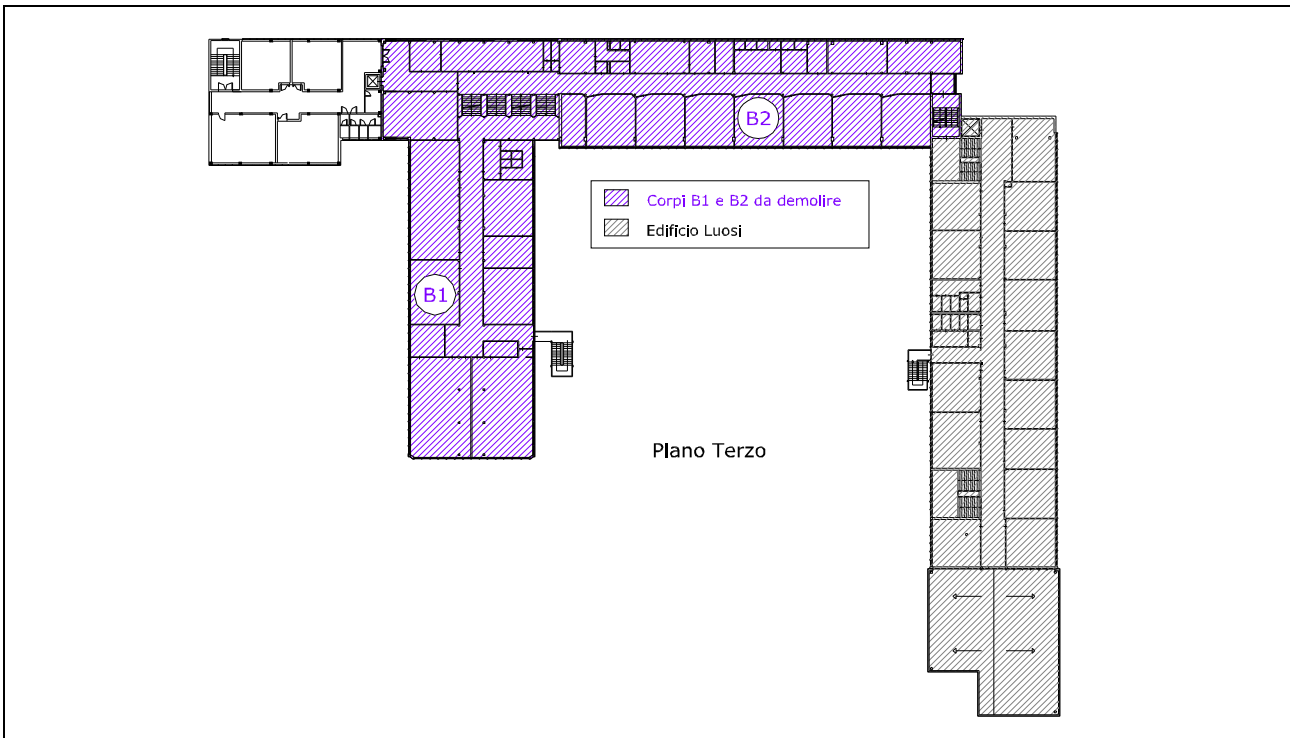 B2
Corpi B1 e B2 da demolire
Edificio Luosi
B1
Piano Terzo